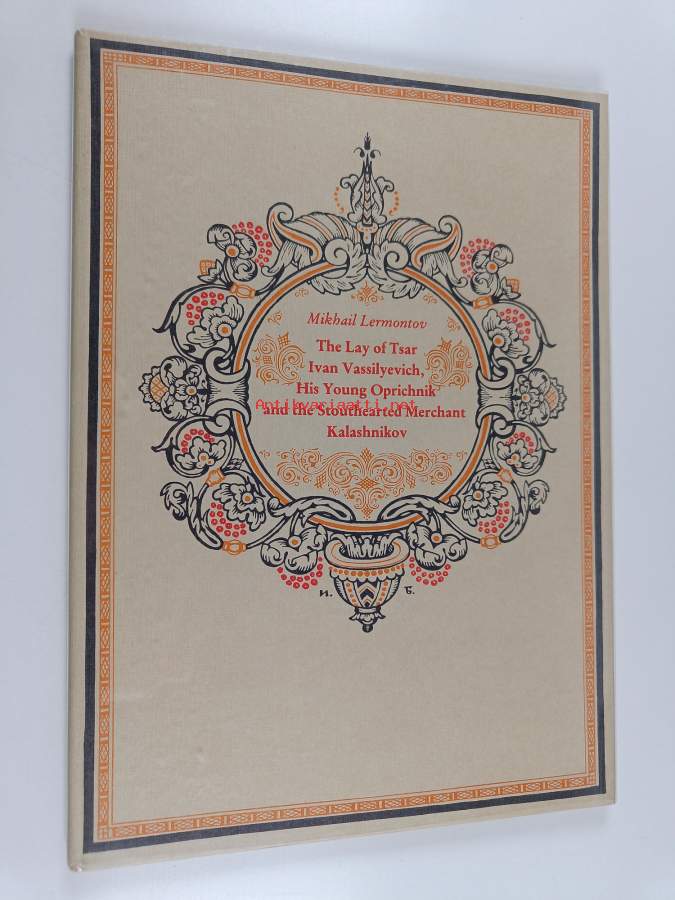 Mikhail Lermontov
The Lay of Tsar
Ivan Vassilyevich,
His Young Oprichnik
Antikvariaatti.net
and the Stouthearted Merchant
Kalashnikov
И. Б.